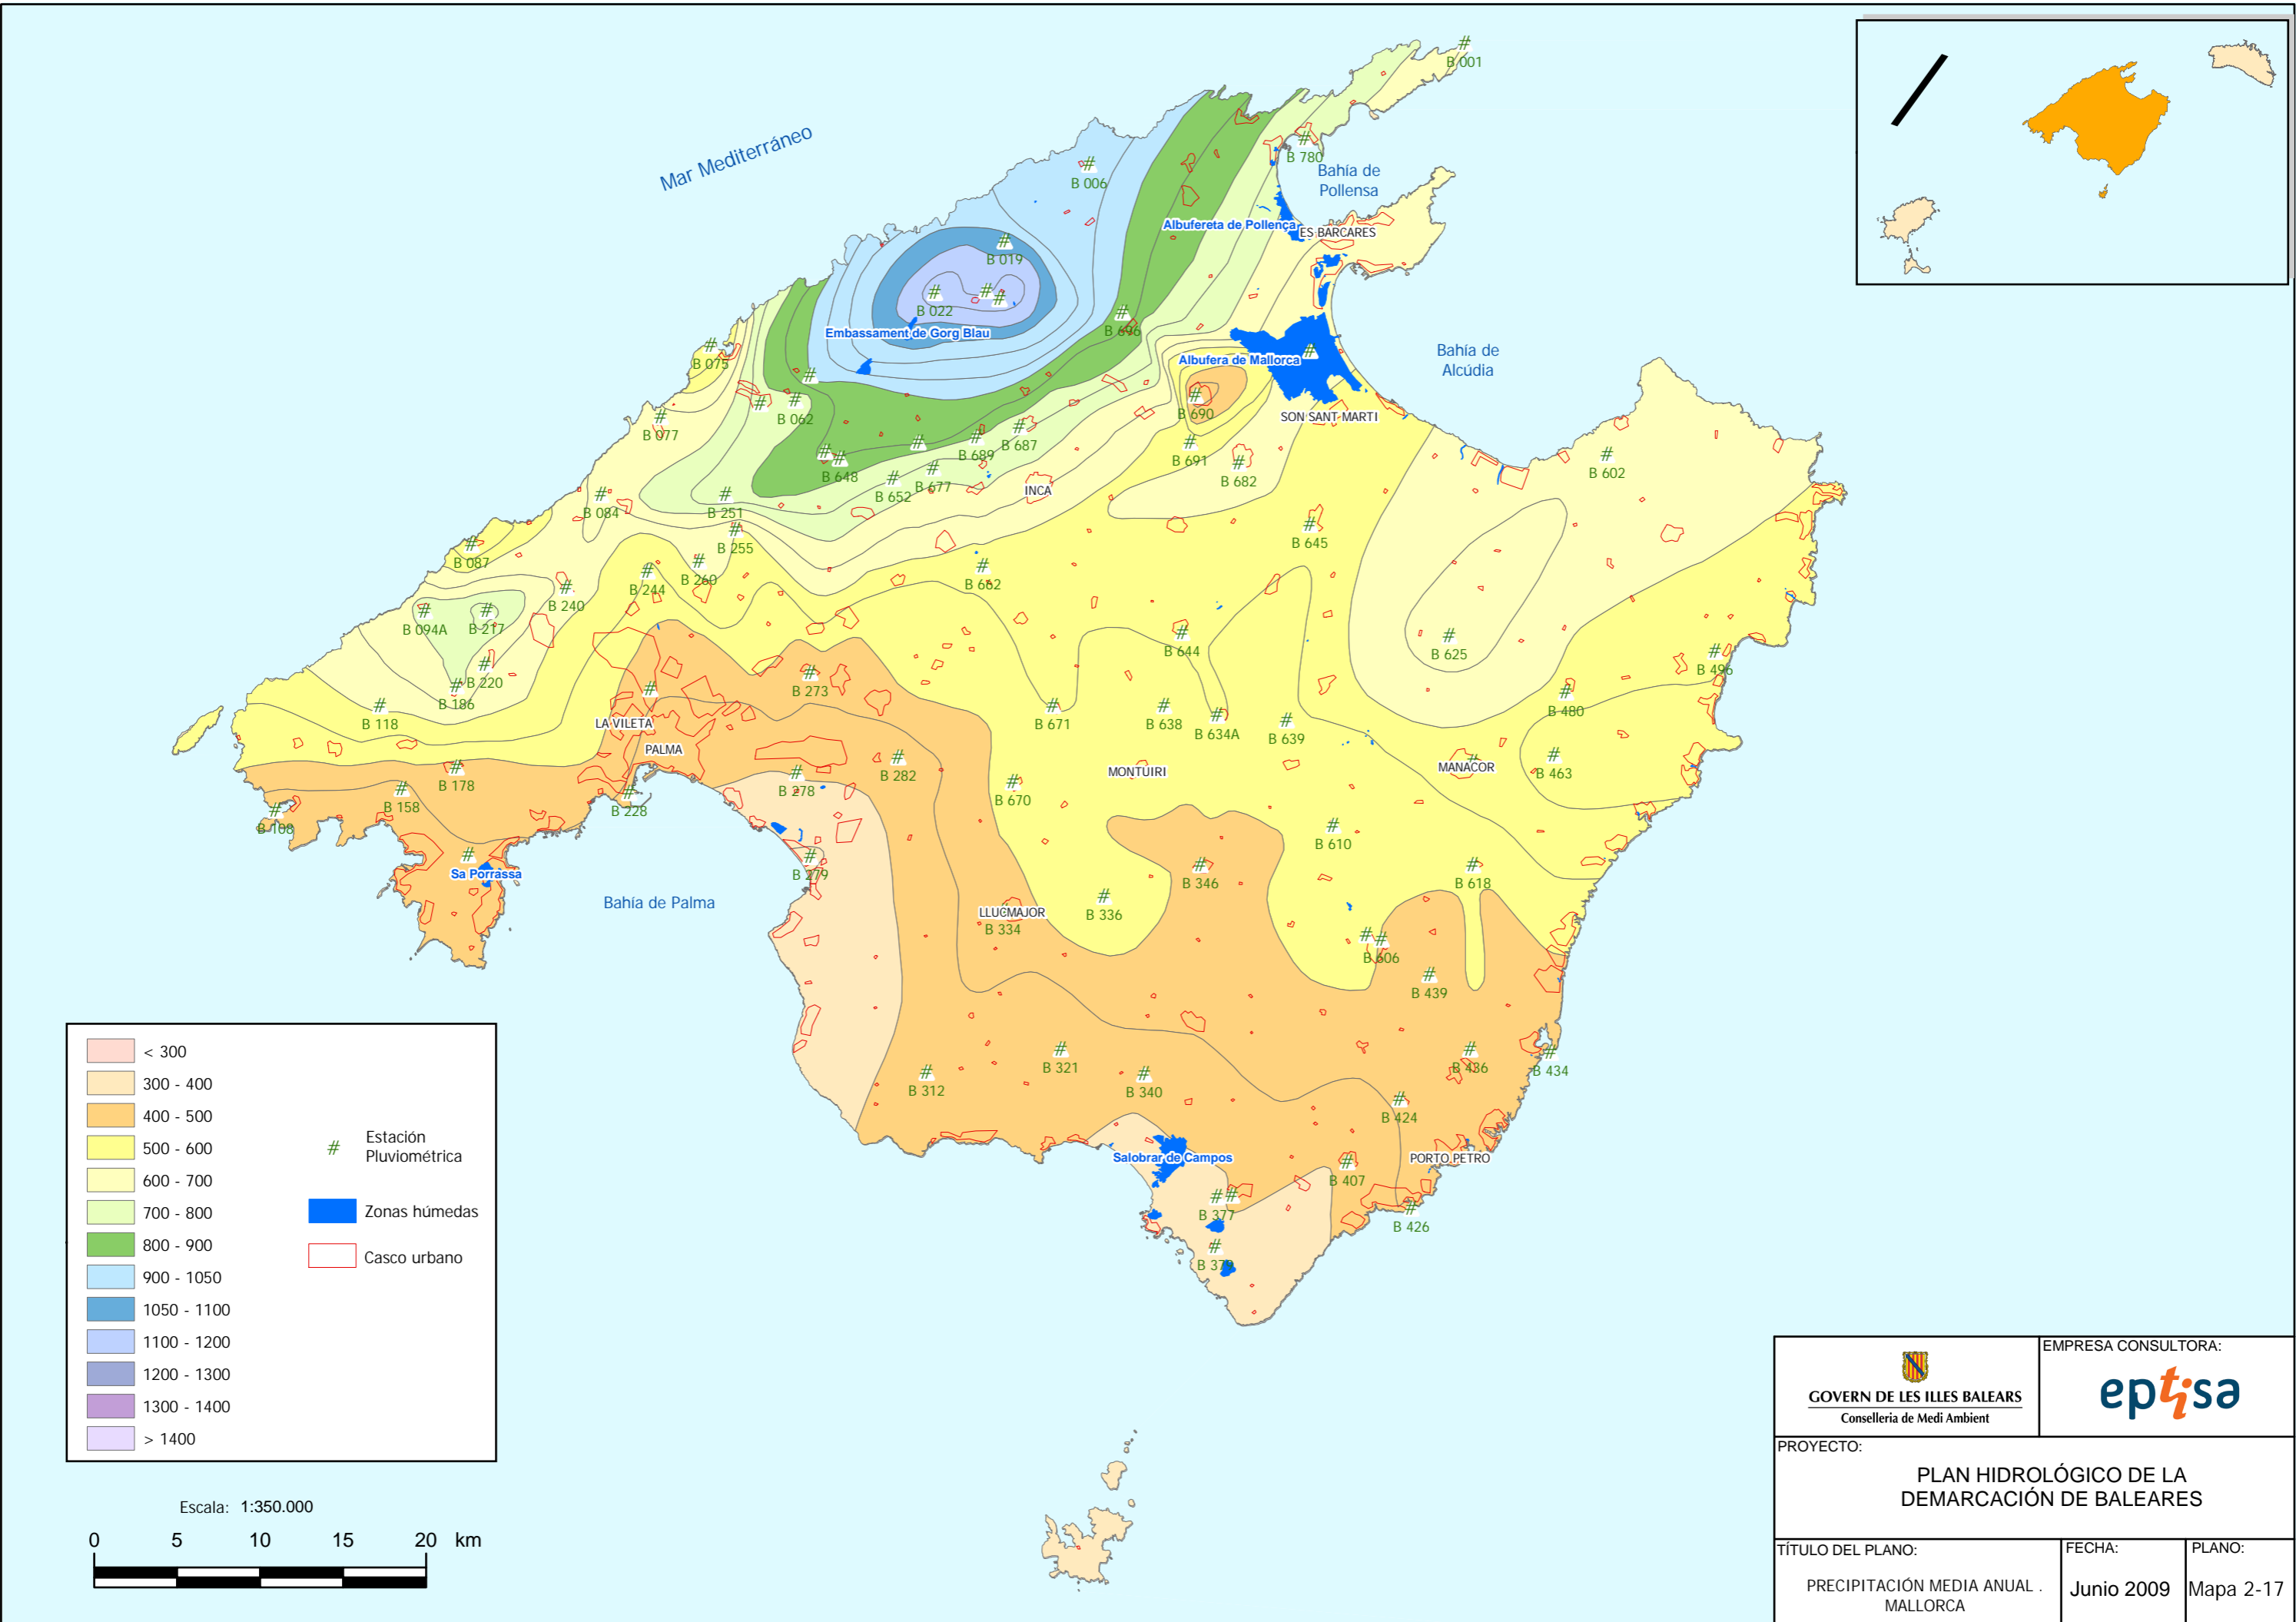 B 001
Mar Mediterráneo
B 780
Bahía de
Pollensa
B 006
Albufereta de Pollença
ES BARCARES
B 019
B 022
Embassament de Gorg Blau
B 696
Albufera de Mallorca
Bahía de
Alcúdia
B 075
B 062
B 690
SON SANT MARTI
B 077
B 648
B 689
B 687
B 691
B 682
B 602
B 652
B 677
INCA
B 084
B 251
B 255
B 645
B 087
B 260
B 244
B 662
B 240
B 094A
B 217
B 644
B 625
B 496
B 220
B 186
B 273
B 118
LA VILETA
B 671
B 638
B 634A
B 639
B 480
PALMA
B 178
B 278
B 282
MONTUIRI
MANACOR
B 463
B 158
B 108
B 228
B 670
B 610
Sa Porrassa
B 279
B 346
B 618
Bahía de Palma
LLUCMAJOR
B 334
B 336
B 606
B 439
B 312
B 321
B 340
B 436
B 434
B 424
Salobrar de Campos
PORTO PETRO
B 407
B 377
B 426
B 379
< 300
300 - 400
400 - 500
500 - 600
600 - 700
700 - 800
800 - 900
900 - 1050
1050 - 1100
1100 - 1200
1200 - 1300
1300 - 1400
> 1400
# Estación
Pluviométrica
Zonas húmedas
Casco urbano
Escala: 1:350.000
0 5 10 15 20 km
GOVERN DE LES ILLES BALEARS
Conselleria de Medi Ambient
EMPRESA CONSULTORA:
eptisa
PROYECTO:
PLAN HIDROLÓGICO DE LA
DEMARCACIÓN DE BALEARES
TÍTULO DEL PLANO:
PRECIPITACIÓN MEDIA ANUAL .
MALLORCA
FECHA:
Junio 2009
PLANO:
Mapa 2-17